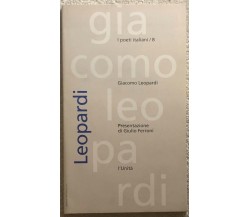 gia
I poeti italiani / 8
como
Giacomo Leopardi
leo
Presentazione
di Giulio Ferroni
pa
l'Unità
rdi
Leopardi